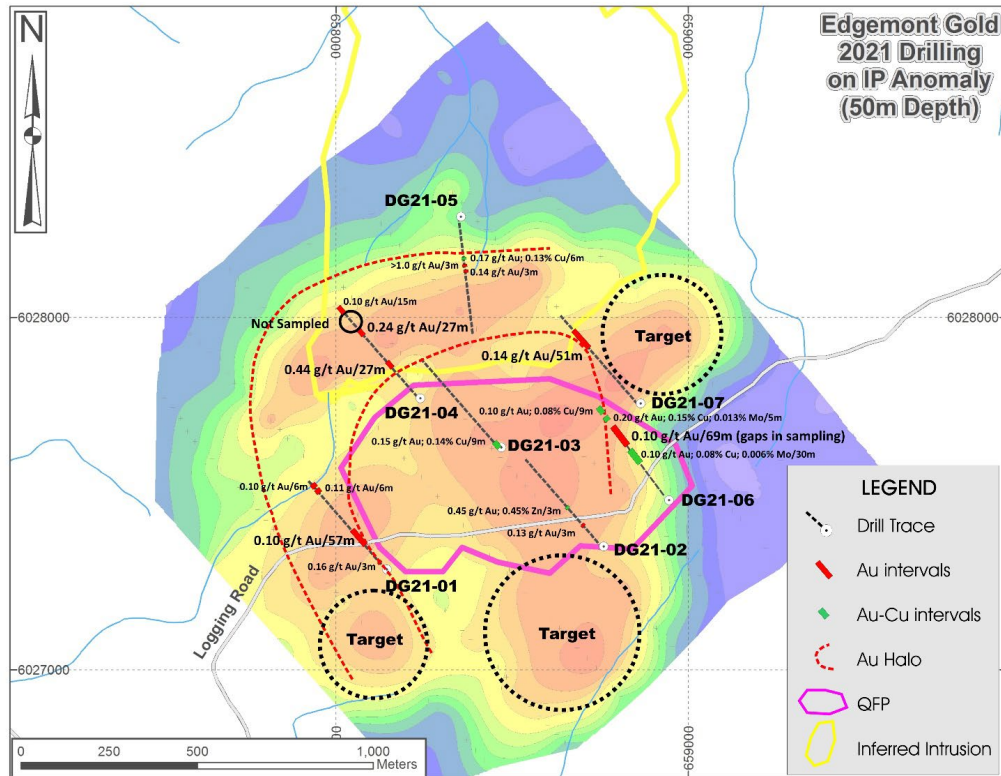 N
Edgemont Gold
2021 Drilling
on IP Anomaly
(50m Depth)
658000
659000
DG21-05
0.17 g/t Au; 0.13% Cu/6m
>1.0 g/t Au/3m
0.14 g/t Au/3m
0.10 g/t Au/15m
Not Sampled
0.24 g/t Au/27m
6028000
6028000
Target
0.14 g/t Au/51m
0.44 g/t Au/27m
DG21-04
DG21-07
0.10 g/t Au; 0.08% Cu/9m
0.20 g/t Au; 0.15% Cu; 0.013% Mo/5m
0.10 g/t Au/69m (gaps in sampling)
0.15 g/t Au; 0.14% Cu/9m
DG21-03
0.10 g/t Au; 0.08% Cu; 0.006% Mo/30m
0.10 g/t Au/6m
0.11 g/t Au/6m
DG21-06
0.45 g/t Au; 0.45% Zn/3m
0.13 g/t Au/3m
0.10 g/t Au/57m
DG21-02
0.16 g/t Au/3m
DG21-01
Logging Road
Target
Target
6027000
LEGEND
Drill Trace
Au intervals
Au-Cu intervals
Au Halo
QFP
Inferred Intrusion
659000
0 250 500 1,000
Meters